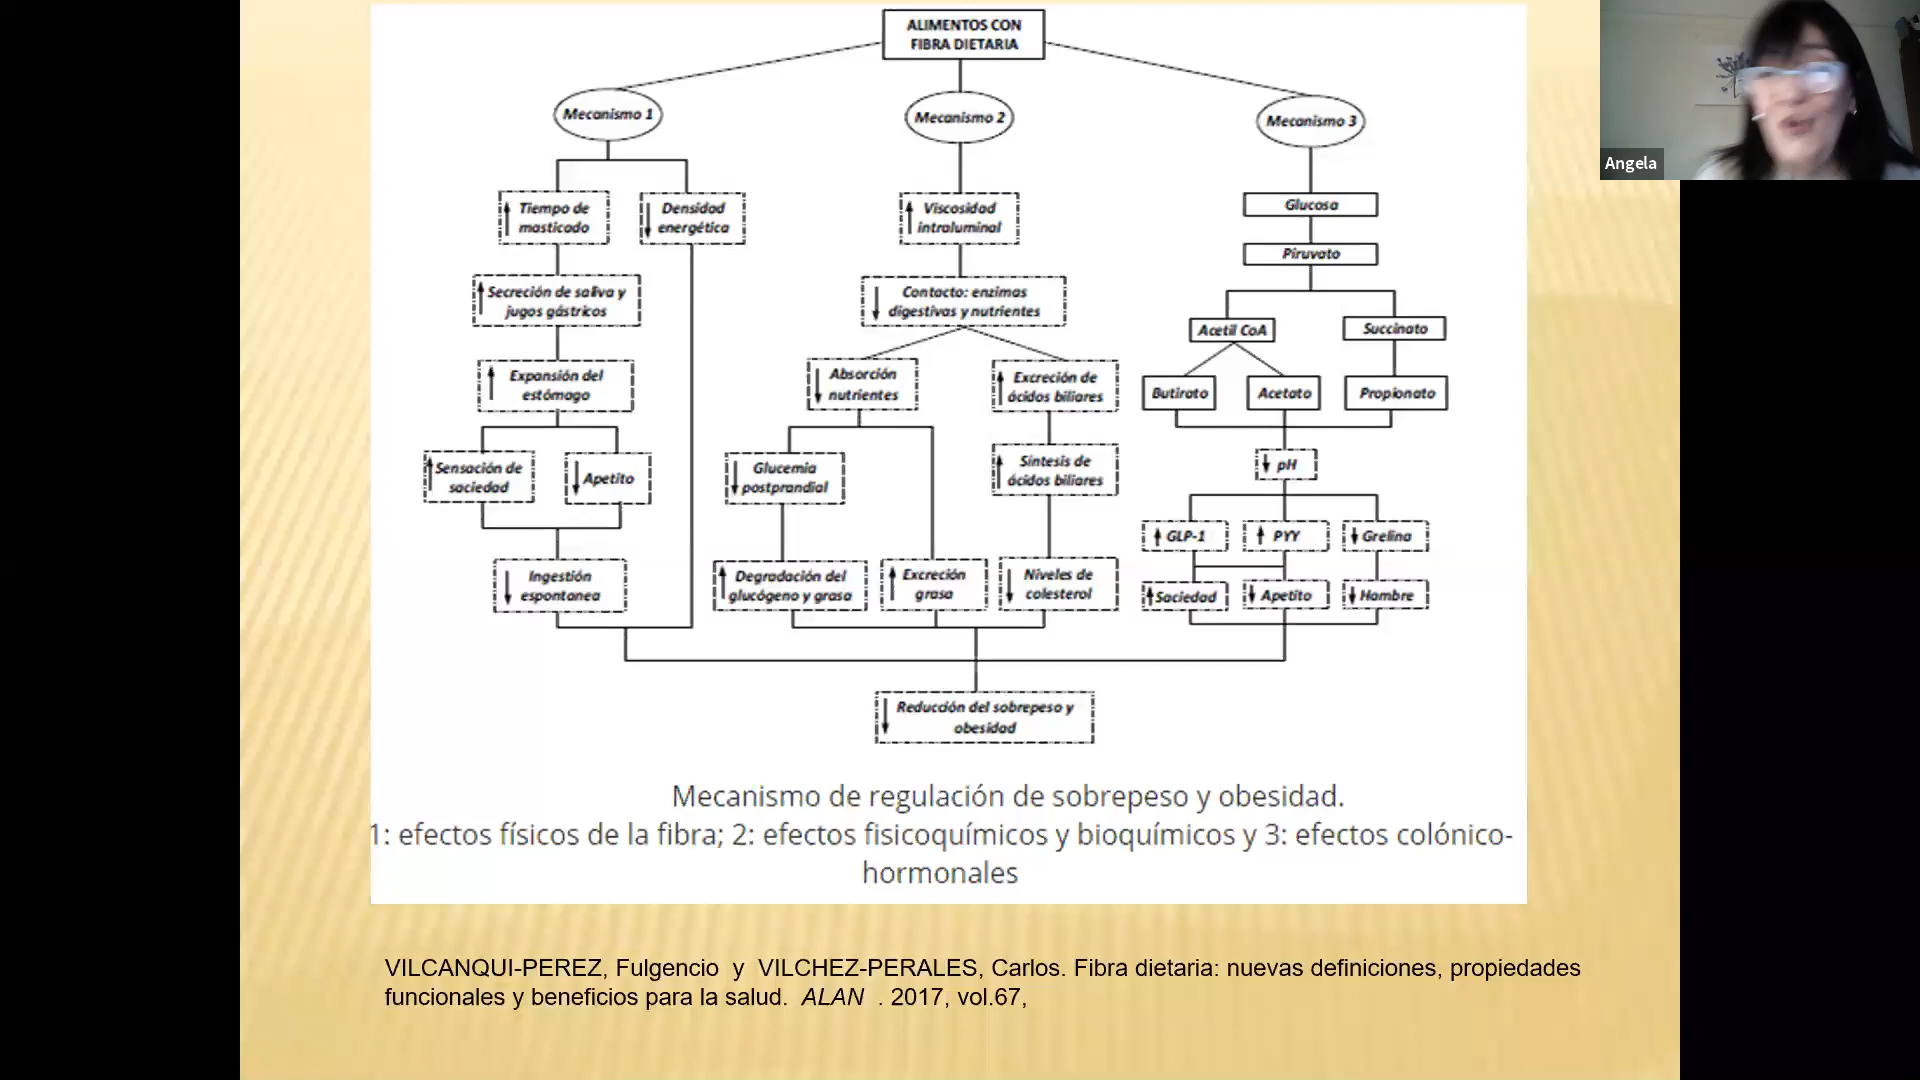 ALIMENTOS CON
FIBRA DIETARIA
Mecanismo 1
Mecanismo 2
Mecanismo 3
Tiempo de
masticado
Densidad
energética
Secreción de saliva y
jugos gástricos
Expansión del
estómago
Sensación de
saciedad
Apetito
Ingestión
espontanea
Viscosidad
intraluminal
Contacto: enzimas
digestivas y nutrientes
Absorción
nutrientes
Excreción de
ácidos biliares
Glucemia
postprandial
Síntesis de
ácidos biliares
Degradación del
glucógeno y grasa
Excreción
grasa
Niveles de
colesterol
Glucosa
Piruvato
Acetil CoA
Succinato
Butirato
Acetato
Propionato
pH
GLP-1
PYY
Grelina
Saciedad
Apetito
Hambre
Reducción del sobrepeso y
obesidad
Mecanismo de regulación de sobrepeso y obesidad.
1: efectos físicos de la fibra; 2: efectos fisicoquímicos y bioquímicos y 3: efectos colónico-
hormonales
VILCANQUI-PEREZ, Fulgencio y VILCHEZ-PERALES, Carlos. Fibra dietaria: nuevas definiciones, propiedades
funcionales y beneficios para la salud. ALAN . 2017, vol.67,
Angela